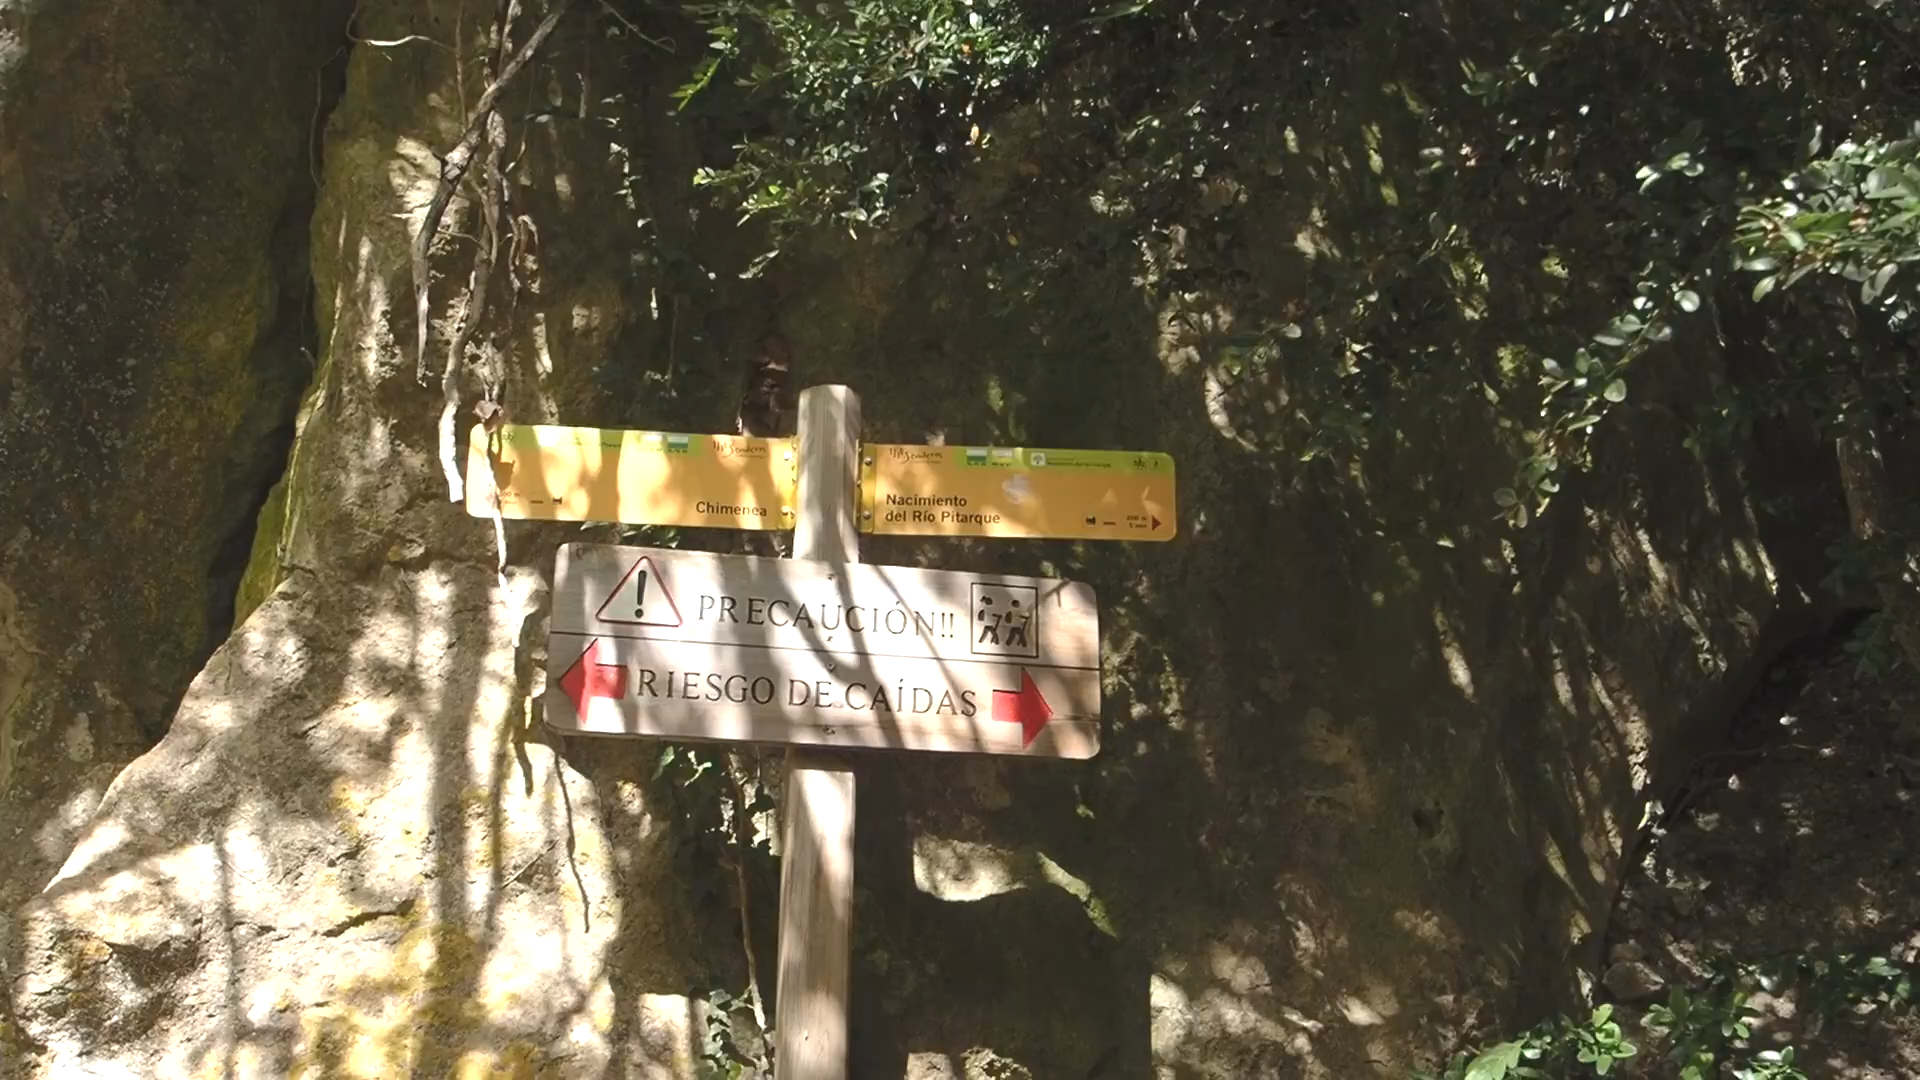 Chimenea
Nacimiento
del Río Pitarque
PRECAUCIÓN!!
RIESGO DE CAÍDAS